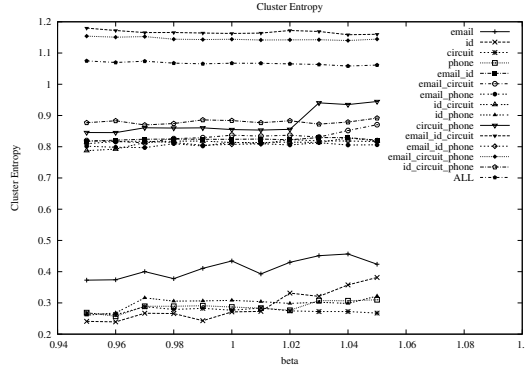 Cluster Entropy
1.2
1.1
1
0.9
0.8
0.7
0.6
0.5
0.4
0.3
0.2
Cluster Entropy
email
id
circuit
phone
email_id
email_circuit
email_phone
id_circuit
id_phone
circuit_phone
email_id_circuit
email_id_phone
email_circuit_phone
id_circuit_phone
ALL
0.94 0.96 0.98 1 1.02 1.04 1.06 1.08 1.
beta